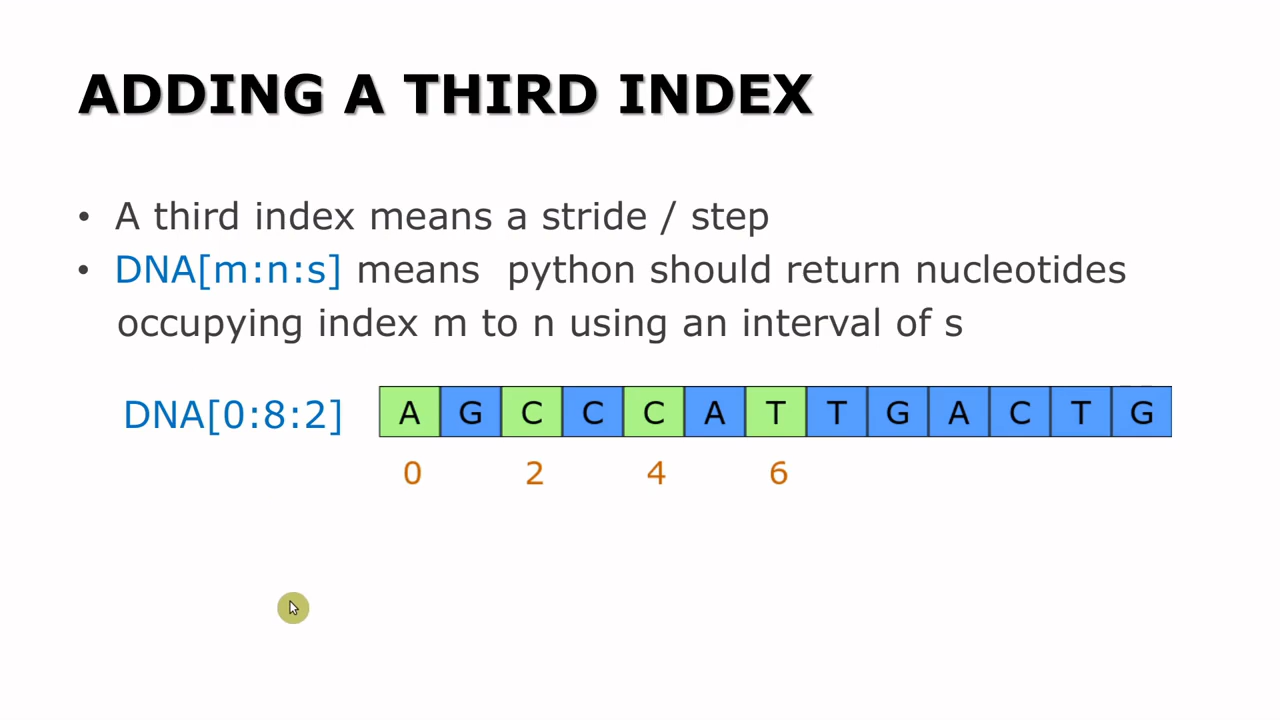 ADDING A THIRD INDEX
• A third index means a stride / step
• DNA[m:n:s] means python should return nucleotides
occupying index m to n using an interval of s
DNA[0:8:2] A G C C C A T T G A C T G
0 2 4 6